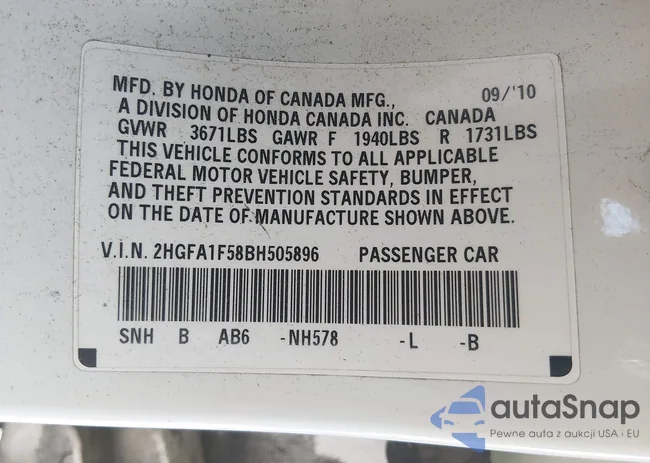 MFD. BY HONDA OF CANADA MFG., 09/'10
A DIVISION OF HONDA CANADA INC. CANADA
GVWR 3671LBS GAWR F 1940LBS R 1731LBS
THIS VEHICLE CONFORMS TO ALL APPLICABLE
FEDERAL MOTOR VEHICLE SAFETY, BUMPER,
AND THEFT PREVENTION STANDARDS IN EFFECT
ON THE DATE OF MANUFACTURE SHOWN ABOVE.
V.I.N. 2HGFA1F58BH505896 PASSENGER CAR
SNH B AB6 -NH578 -L -B
autaSnap
Pewne auta z aukcji USA i EU